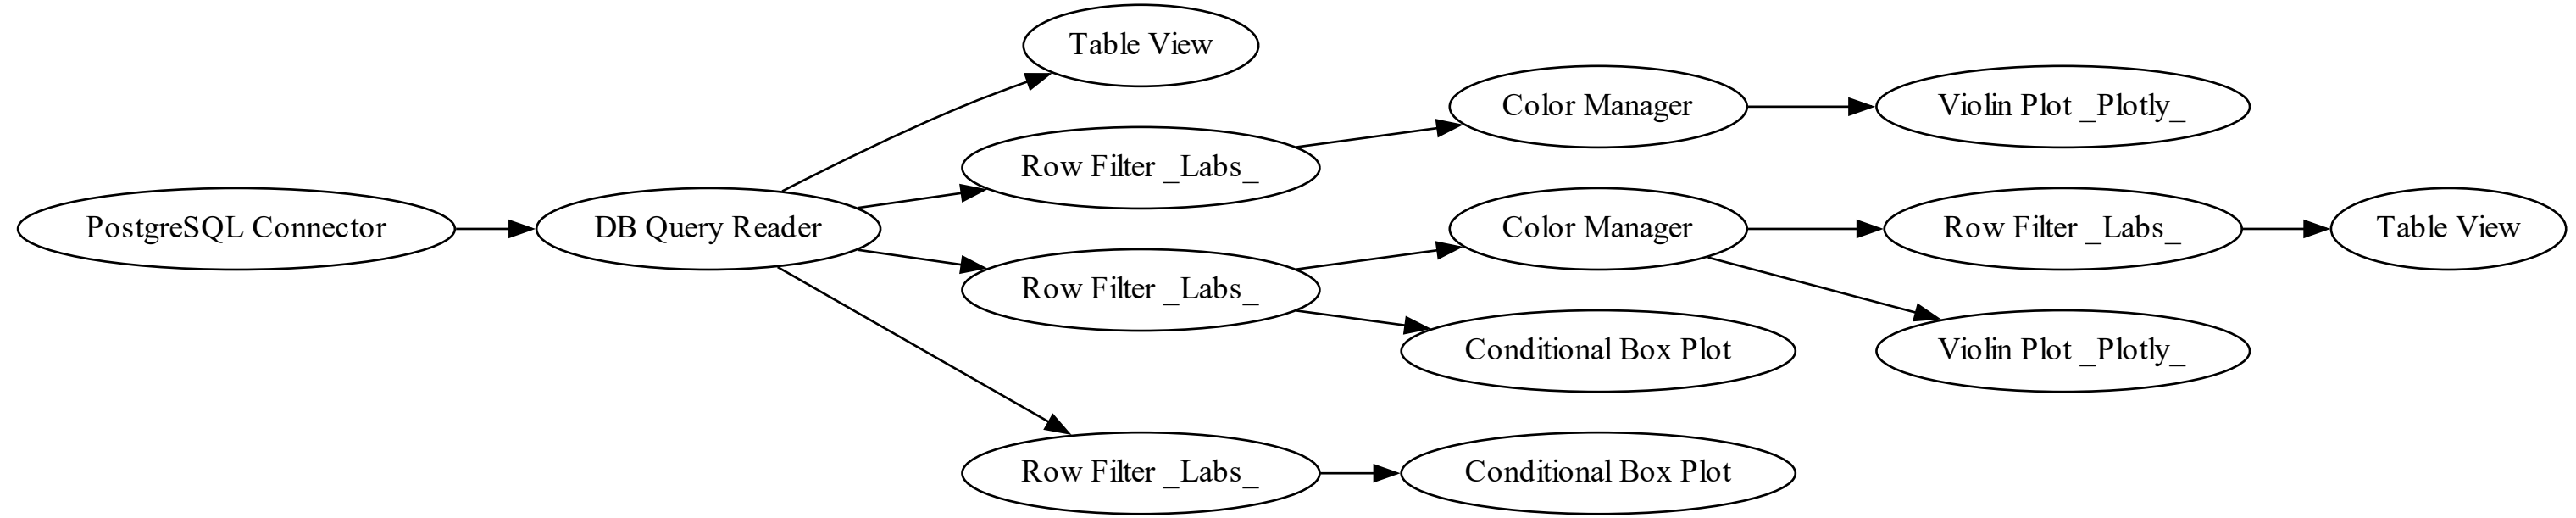 Table View
Color Manager
Violin Plot _Plotly_
Row Filter _Labs_
PostgreSQL Connector
DB Query Reader
Color Manager
Row Filter _Labs_
Table View
Row Filter _Labs_
Conditional Box Plot
Violin Plot _Plotly_
Row Filter _Labs_
Conditional Box Plot